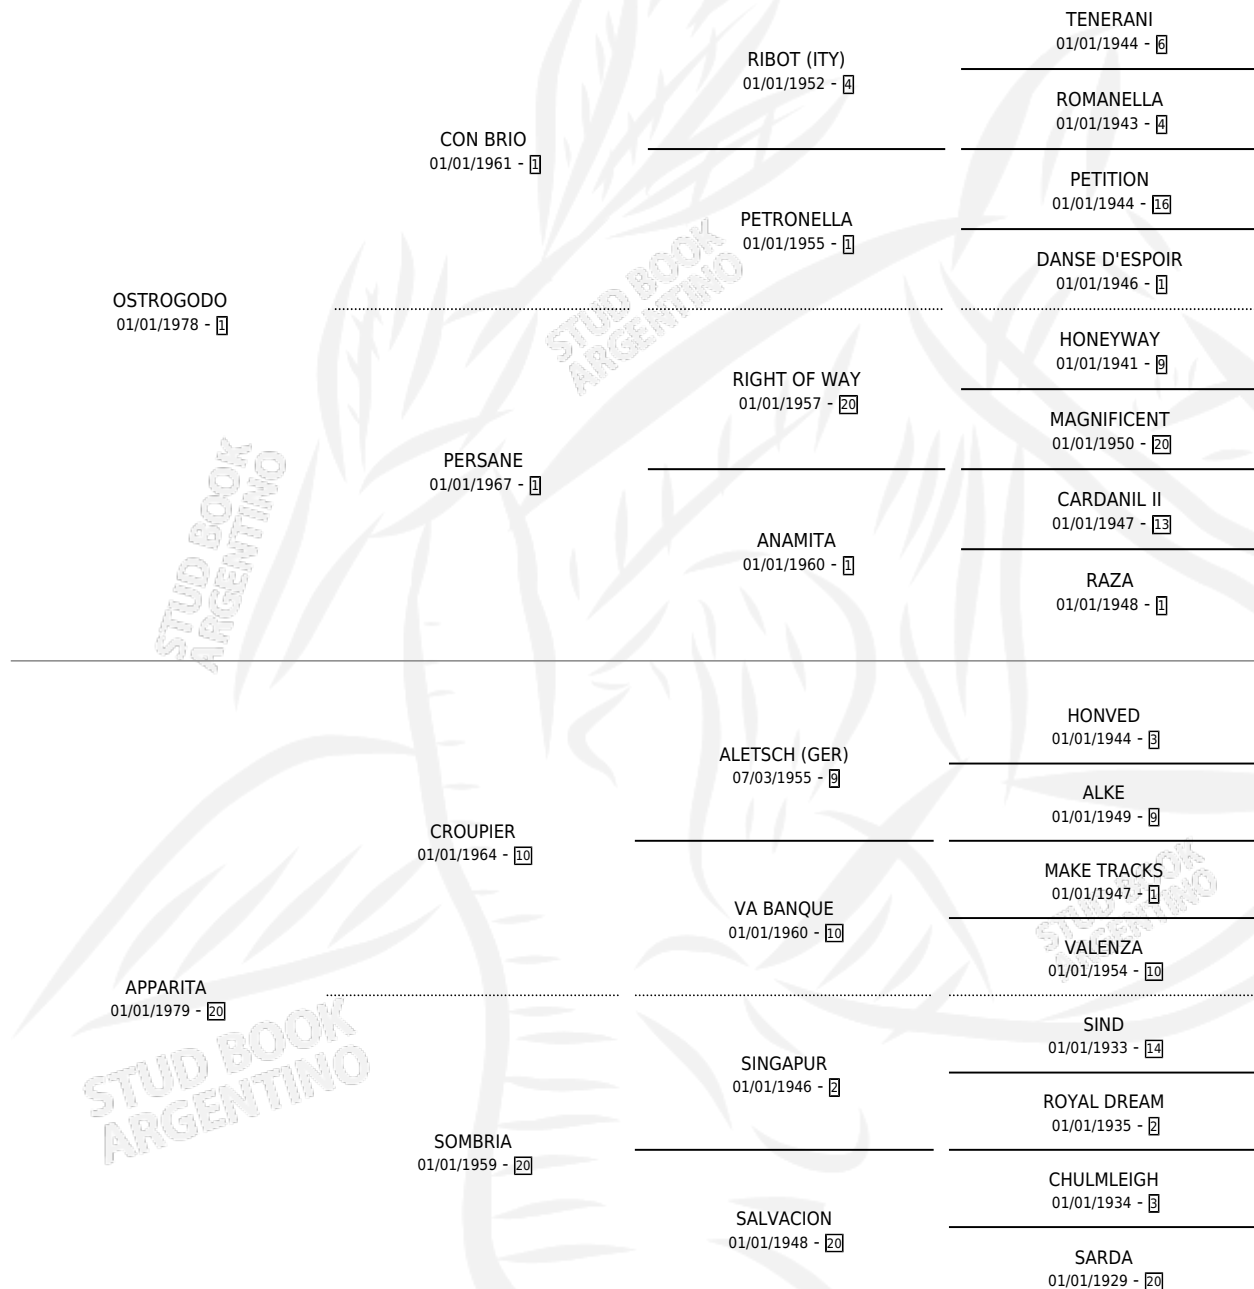 TENERANI
01/01/1944 - 6
RIBOT (ITY)
01/01/1952 - 4
ROMANELLA
01/01/1943 - 4
CON BRIO
01/01/1961 - 1
PETITION
01/01/1944 - 16
PETRONELLA
01/01/1955 - 1
DANSE D'ESPOIR
01/01/1946 - 1
OSTROGODO
01/01/1978 - 1
STUD BOOK
ARGENTINO
HONEYWAY
01/01/1941 - 9
RIGHT OF WAY
01/01/1957 - 20
MAGNIFICENT
01/01/1950 - 20
PERSANE
01/01/1967 - 1
CARDANIL II
01/01/1947 - 13
ANAMITA
01/01/1960 - 1
RAZA
01/01/1948 - 1
STUD BOOK
ARGENTINO
HONVED
01/01/1944 - 3
ALETSCH (GER)
07/03/1955 - 9
ALKE
01/01/1949 - 9
CROUPIER
01/01/1964 - 10
MAKE TRACKS
01/01/1947 - 1
VA BANQUE
01/01/1960 - 10
STUD BOOK
ARGENTINO
VALENZA
01/01/1954 - 10
APPARITA
01/01/1979 - 20
STUD BOOK
ARGENTINO
SIND
01/01/1933 - 14
SINGAPUR
01/01/1946 - 2
ROYAL DREAM
01/01/1935 - 2
SOMBRIA
01/01/1959 - 20
CHULMLEIGH
01/01/1934 - 3
SALVACION
01/01/1948 - 20
SARDA
01/01/1929 - 20